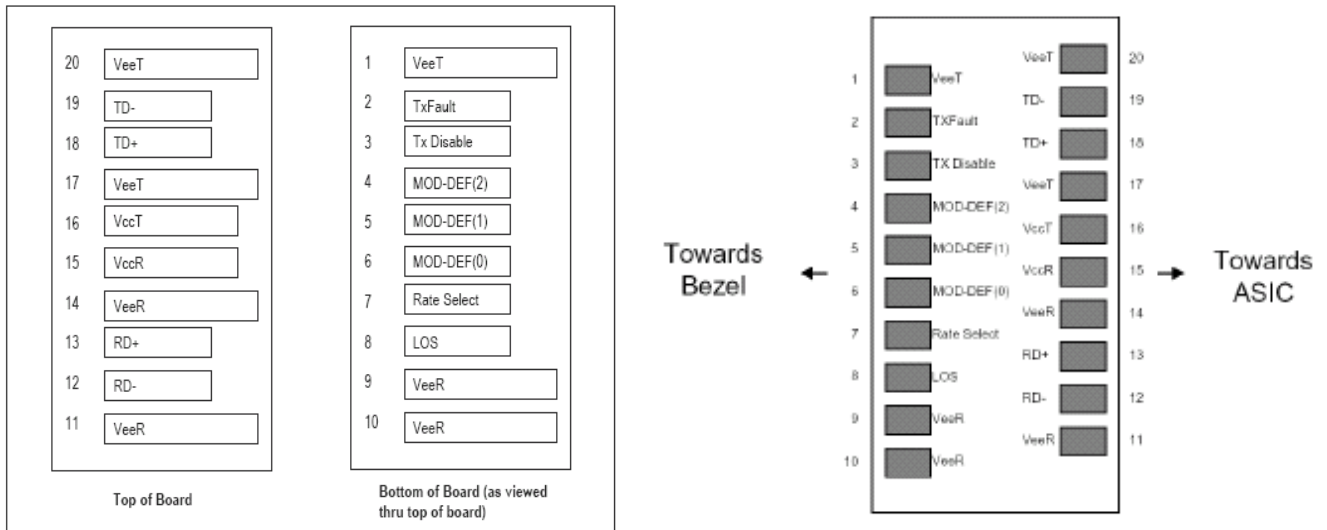 20 VeeT
19 TD-
18 TD+
17 VeeT
16 VccT
15 VccR
14 VeeR
13 RD+
12 RD-
11 VeeR
Top of Board
1 VeeT
2 TxFault
3 Tx Disable
4 MOD-DEF(2)
5 MOD-DEF(1)
6 MOD-DEF(0)
7 Rate Select
8 LOS
9 VeeR
10 VeeR
Bottom of Board (as viewed
thru top of board)
Towards
Bezel
1 VeeT
2 TXFault
3 TX Disable
4 MOD-DEF(2)
5 MOD-DEF(1)
6 MOD-DEF(0)
7 Rate Select
8 LOS
9 VeeR
10 VeeR
VeeT 20
TD- 19
TD+ 18
VeeT 17
VccT 16
VccR 15
VeeR 14
RD+ 13
RD- 12
VeeR 11
Towards
ASIC